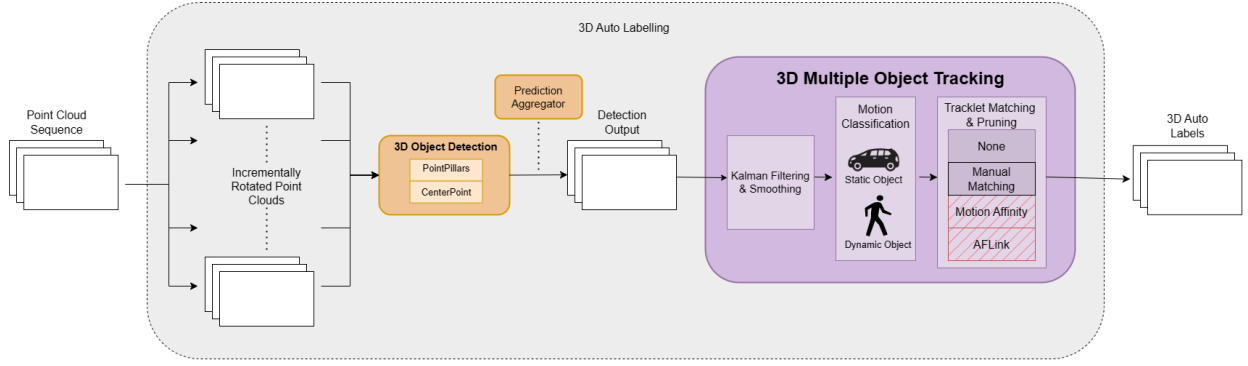 3D Auto Labelling
Point Cloud
Sequence
Incrementally
Rotated Point
Clouds
3D Object Detection
PointPillars
CenterPoint
Prediction
Aggregator
Detection
Output
3D Multiple Object Tracking
Kalman Filtering
& Smoothing
Motion
Classification
Static Object
Dynamic Object
Tracklet Matching
& Pruning
None
Manual
Matching
Motion Affinity
AFLink
3D Auto
Labels